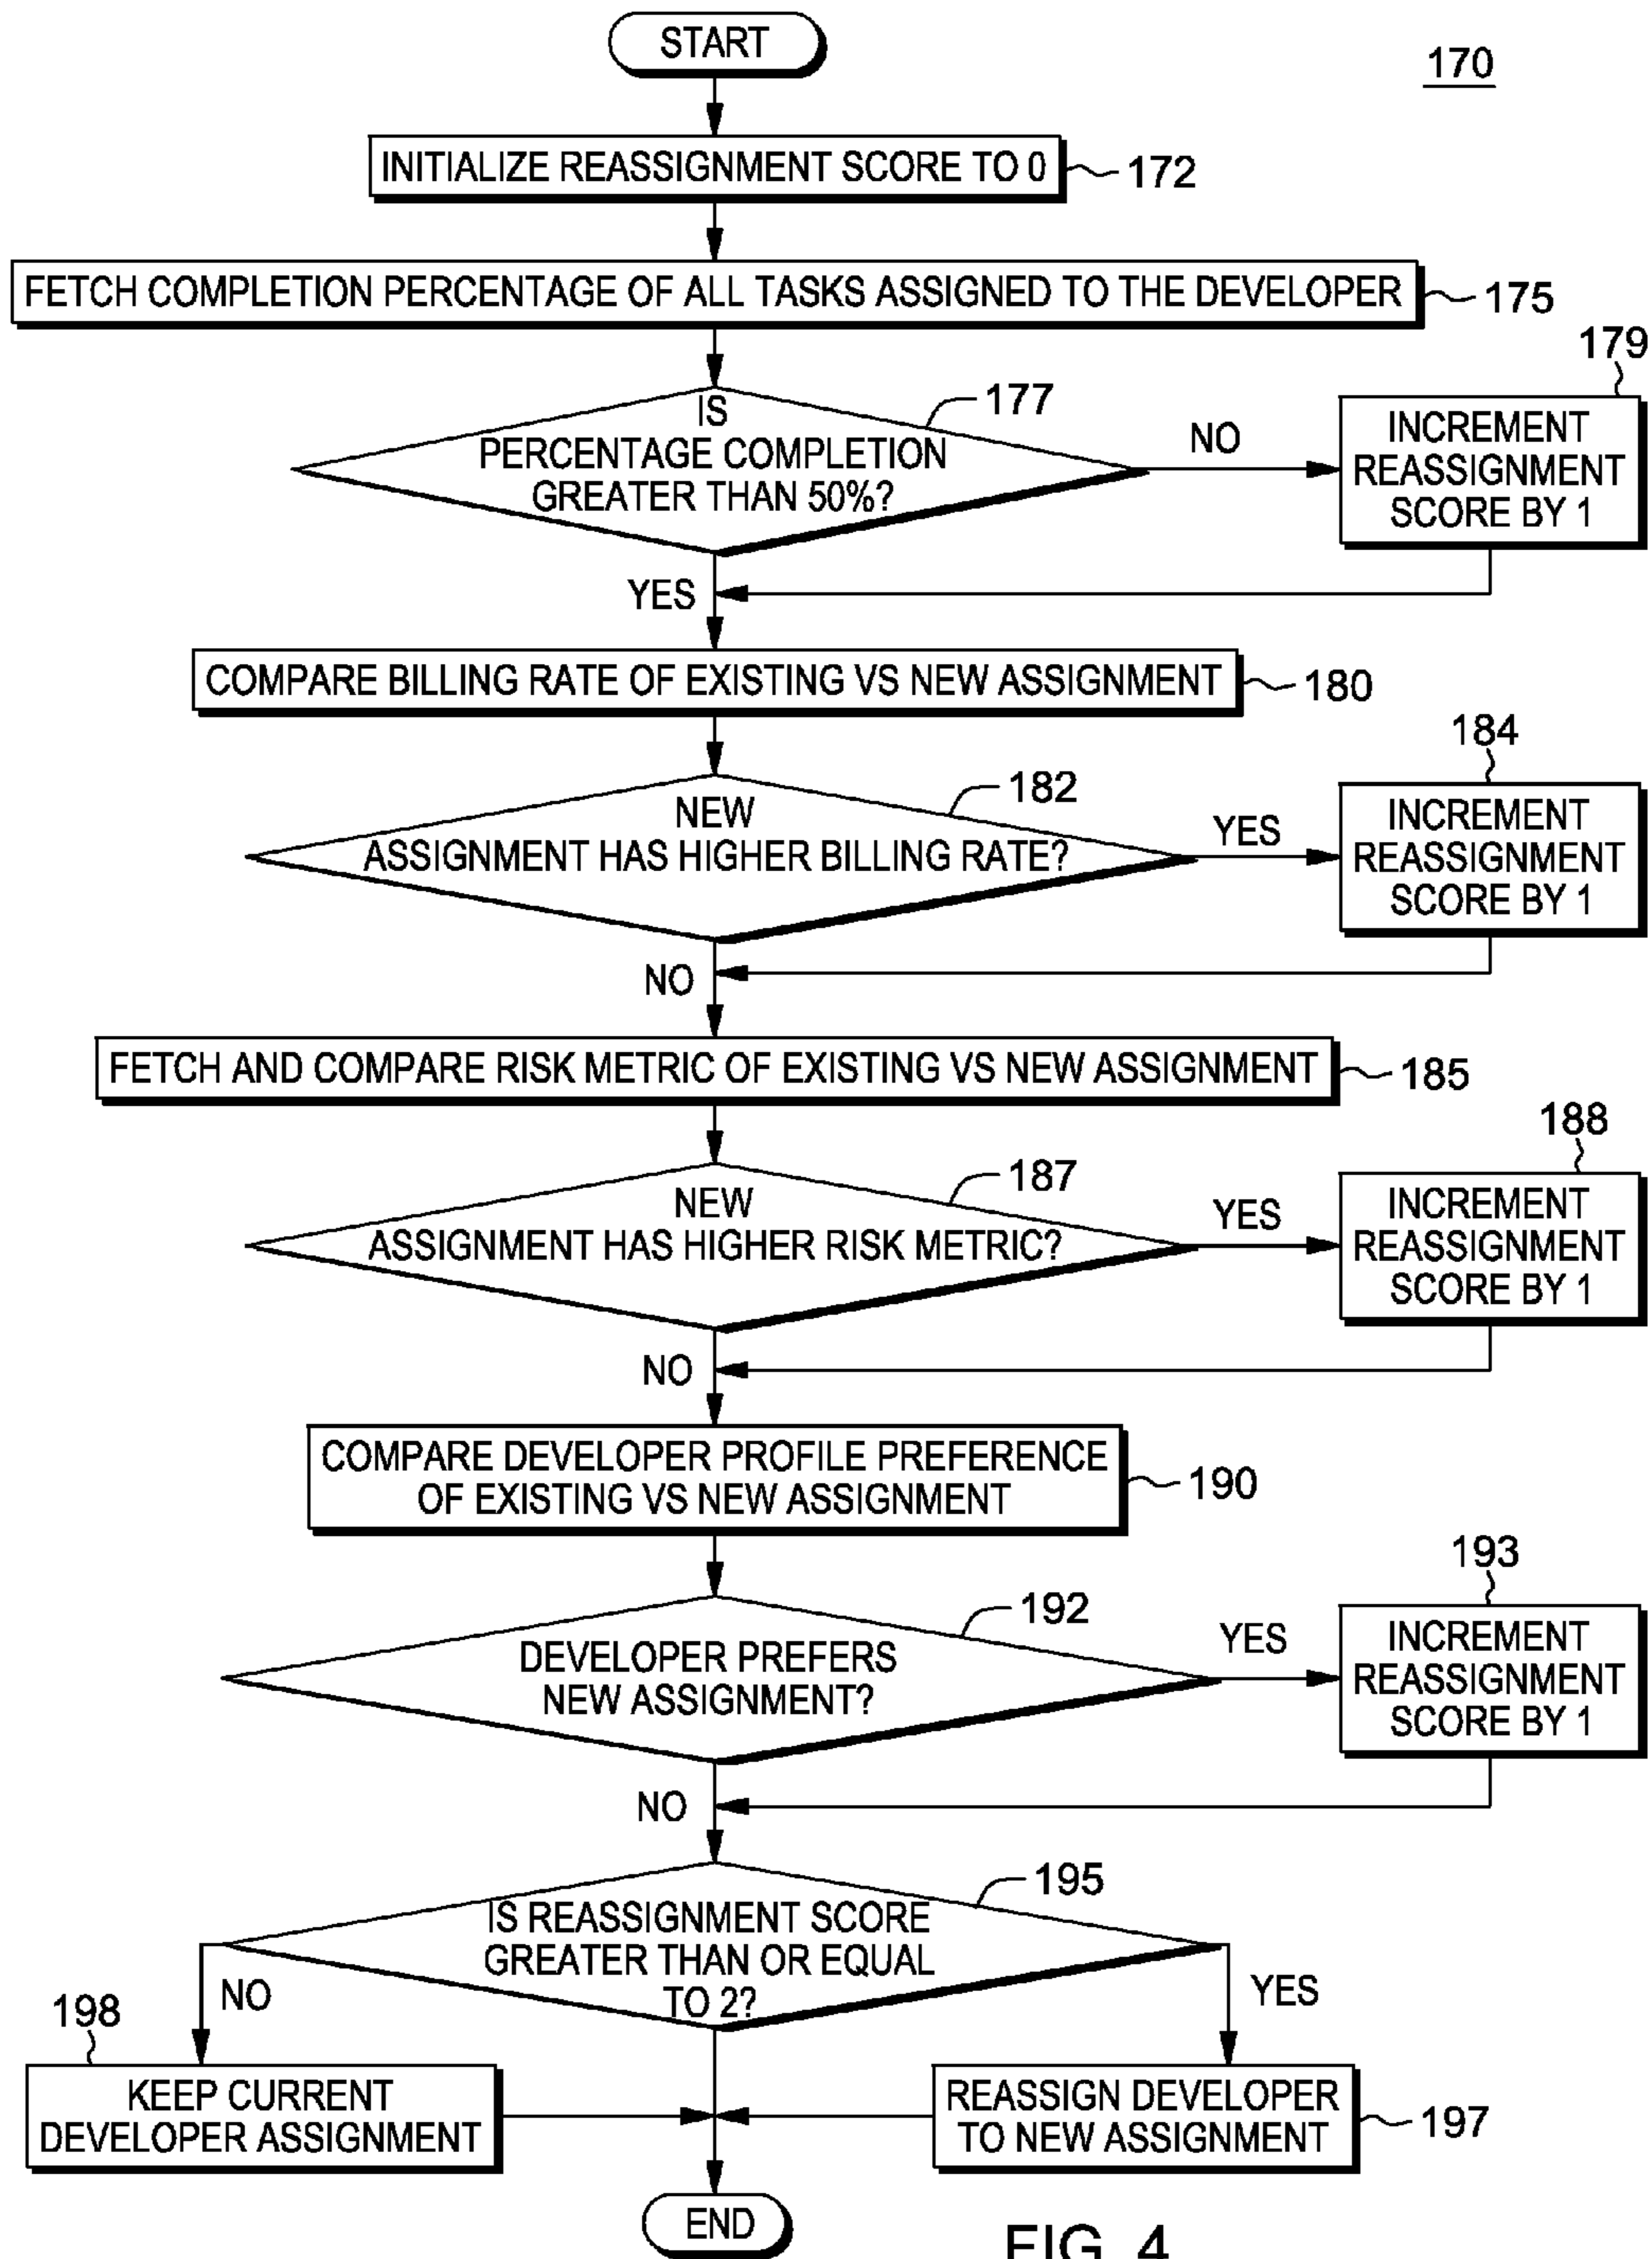 START
170
INITIALIZE REASSIGNMENT SCORE TO 0
172
FETCH COMPLETION PERCENTAGE OF ALL TASKS ASSIGNED TO THE DEVELOPER
175
IS
PERCENTAGE COMPLETION
GREATER THAN 50%?
177
NO
179
INCREMENT
REASSIGNMENT
SCORE BY 1
YES
COMPARE BILLING RATE OF EXISTING VS NEW ASSIGNMENT
180
NEW
ASSIGNMENT HAS HIGHER BILLING RATE?
182
YES
184
INCREMENT
REASSIGNMENT
SCORE BY 1
NO
FETCH AND COMPARE RISK METRIC OF EXISTING VS NEW ASSIGNMENT
185
NEW
ASSIGNMENT HAS HIGHER RISK METRIC?
187
YES
188
INCREMENT
REASSIGNMENT
SCORE BY 1
NO
COMPARE DEVELOPER PROFILE PREFERENCE
OF EXISTING VS NEW ASSIGNMENT
190
DEVELOPER PREFERS
NEW ASSIGNMENT?
192
YES
193
INCREMENT
REASSIGNMENT
SCORE BY 1
NO
IS REASSIGNMENT SCORE
GREATER THAN OR EQUAL
TO 2?
195
NO
YES
198
KEEP CURRENT
DEVELOPER ASSIGNMENT
REASSIGN DEVELOPER
TO NEW ASSIGNMENT
197
END
FIG. 4